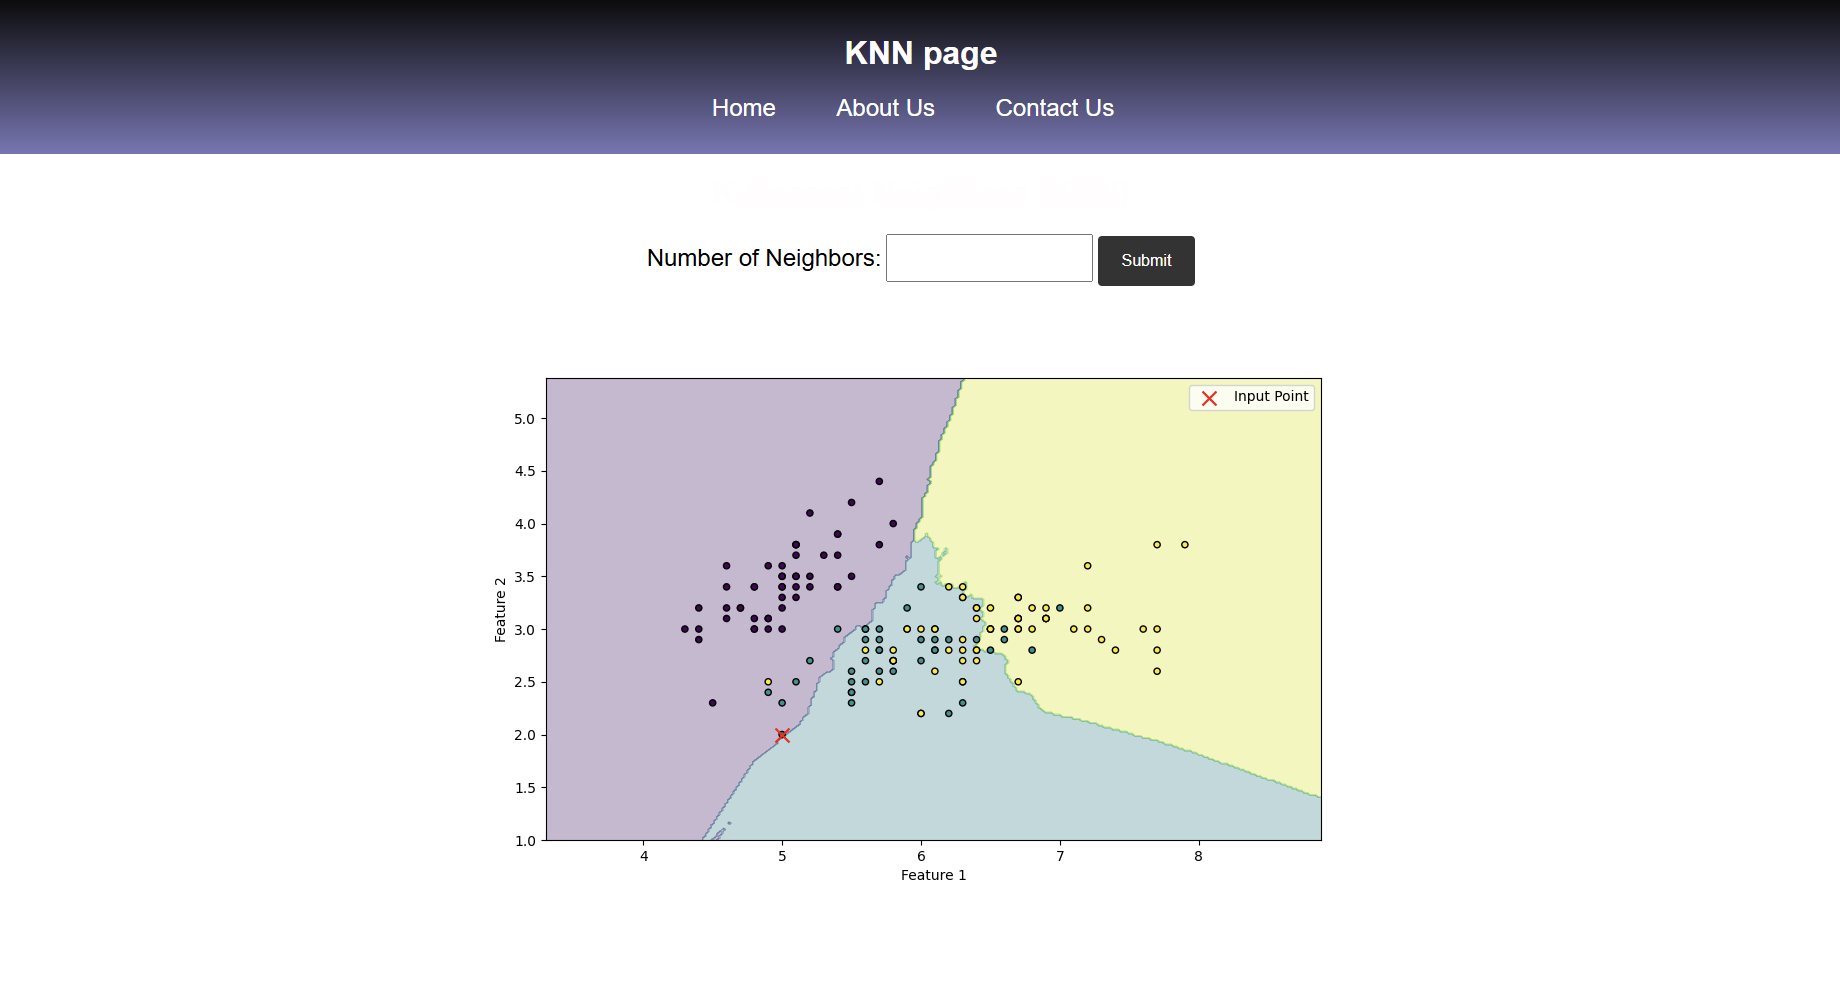 KNN page
Home About Us Contact Us
Number of Neighbors: Submit
Input Point
5.0
4.5
4.0
3.5
3.0
2.5
2.0
1.5
1.0
Feature 2
4 5 6 7 8
Feature 1